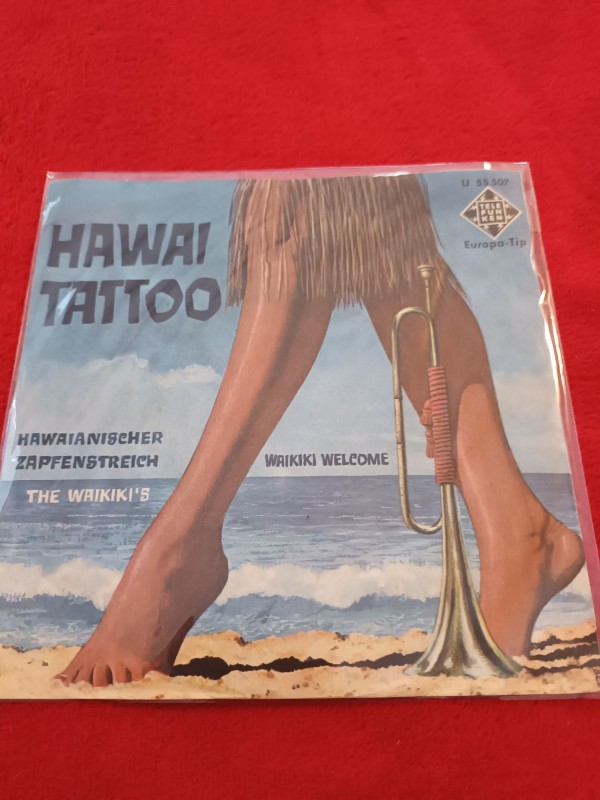 U 55.507
TELE
FUN
KEN
Europa-Tip
HAWAI
TATTOO
HAWAIANISCHER
ZAPFENSTREICH
WAIKIKI WELCOME
THE WAIKIKI'S